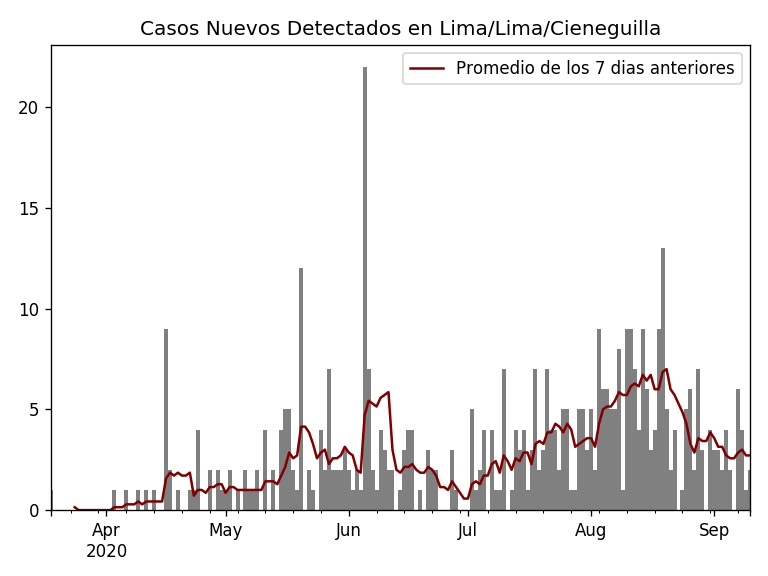 Casos Nuevos Detectados en Lima/Lima/Cieneguilla
Promedio de los 7 dias anteriores
20
15
10
5
0
Apr
2020
May
Jun
Jul
Aug
Sep